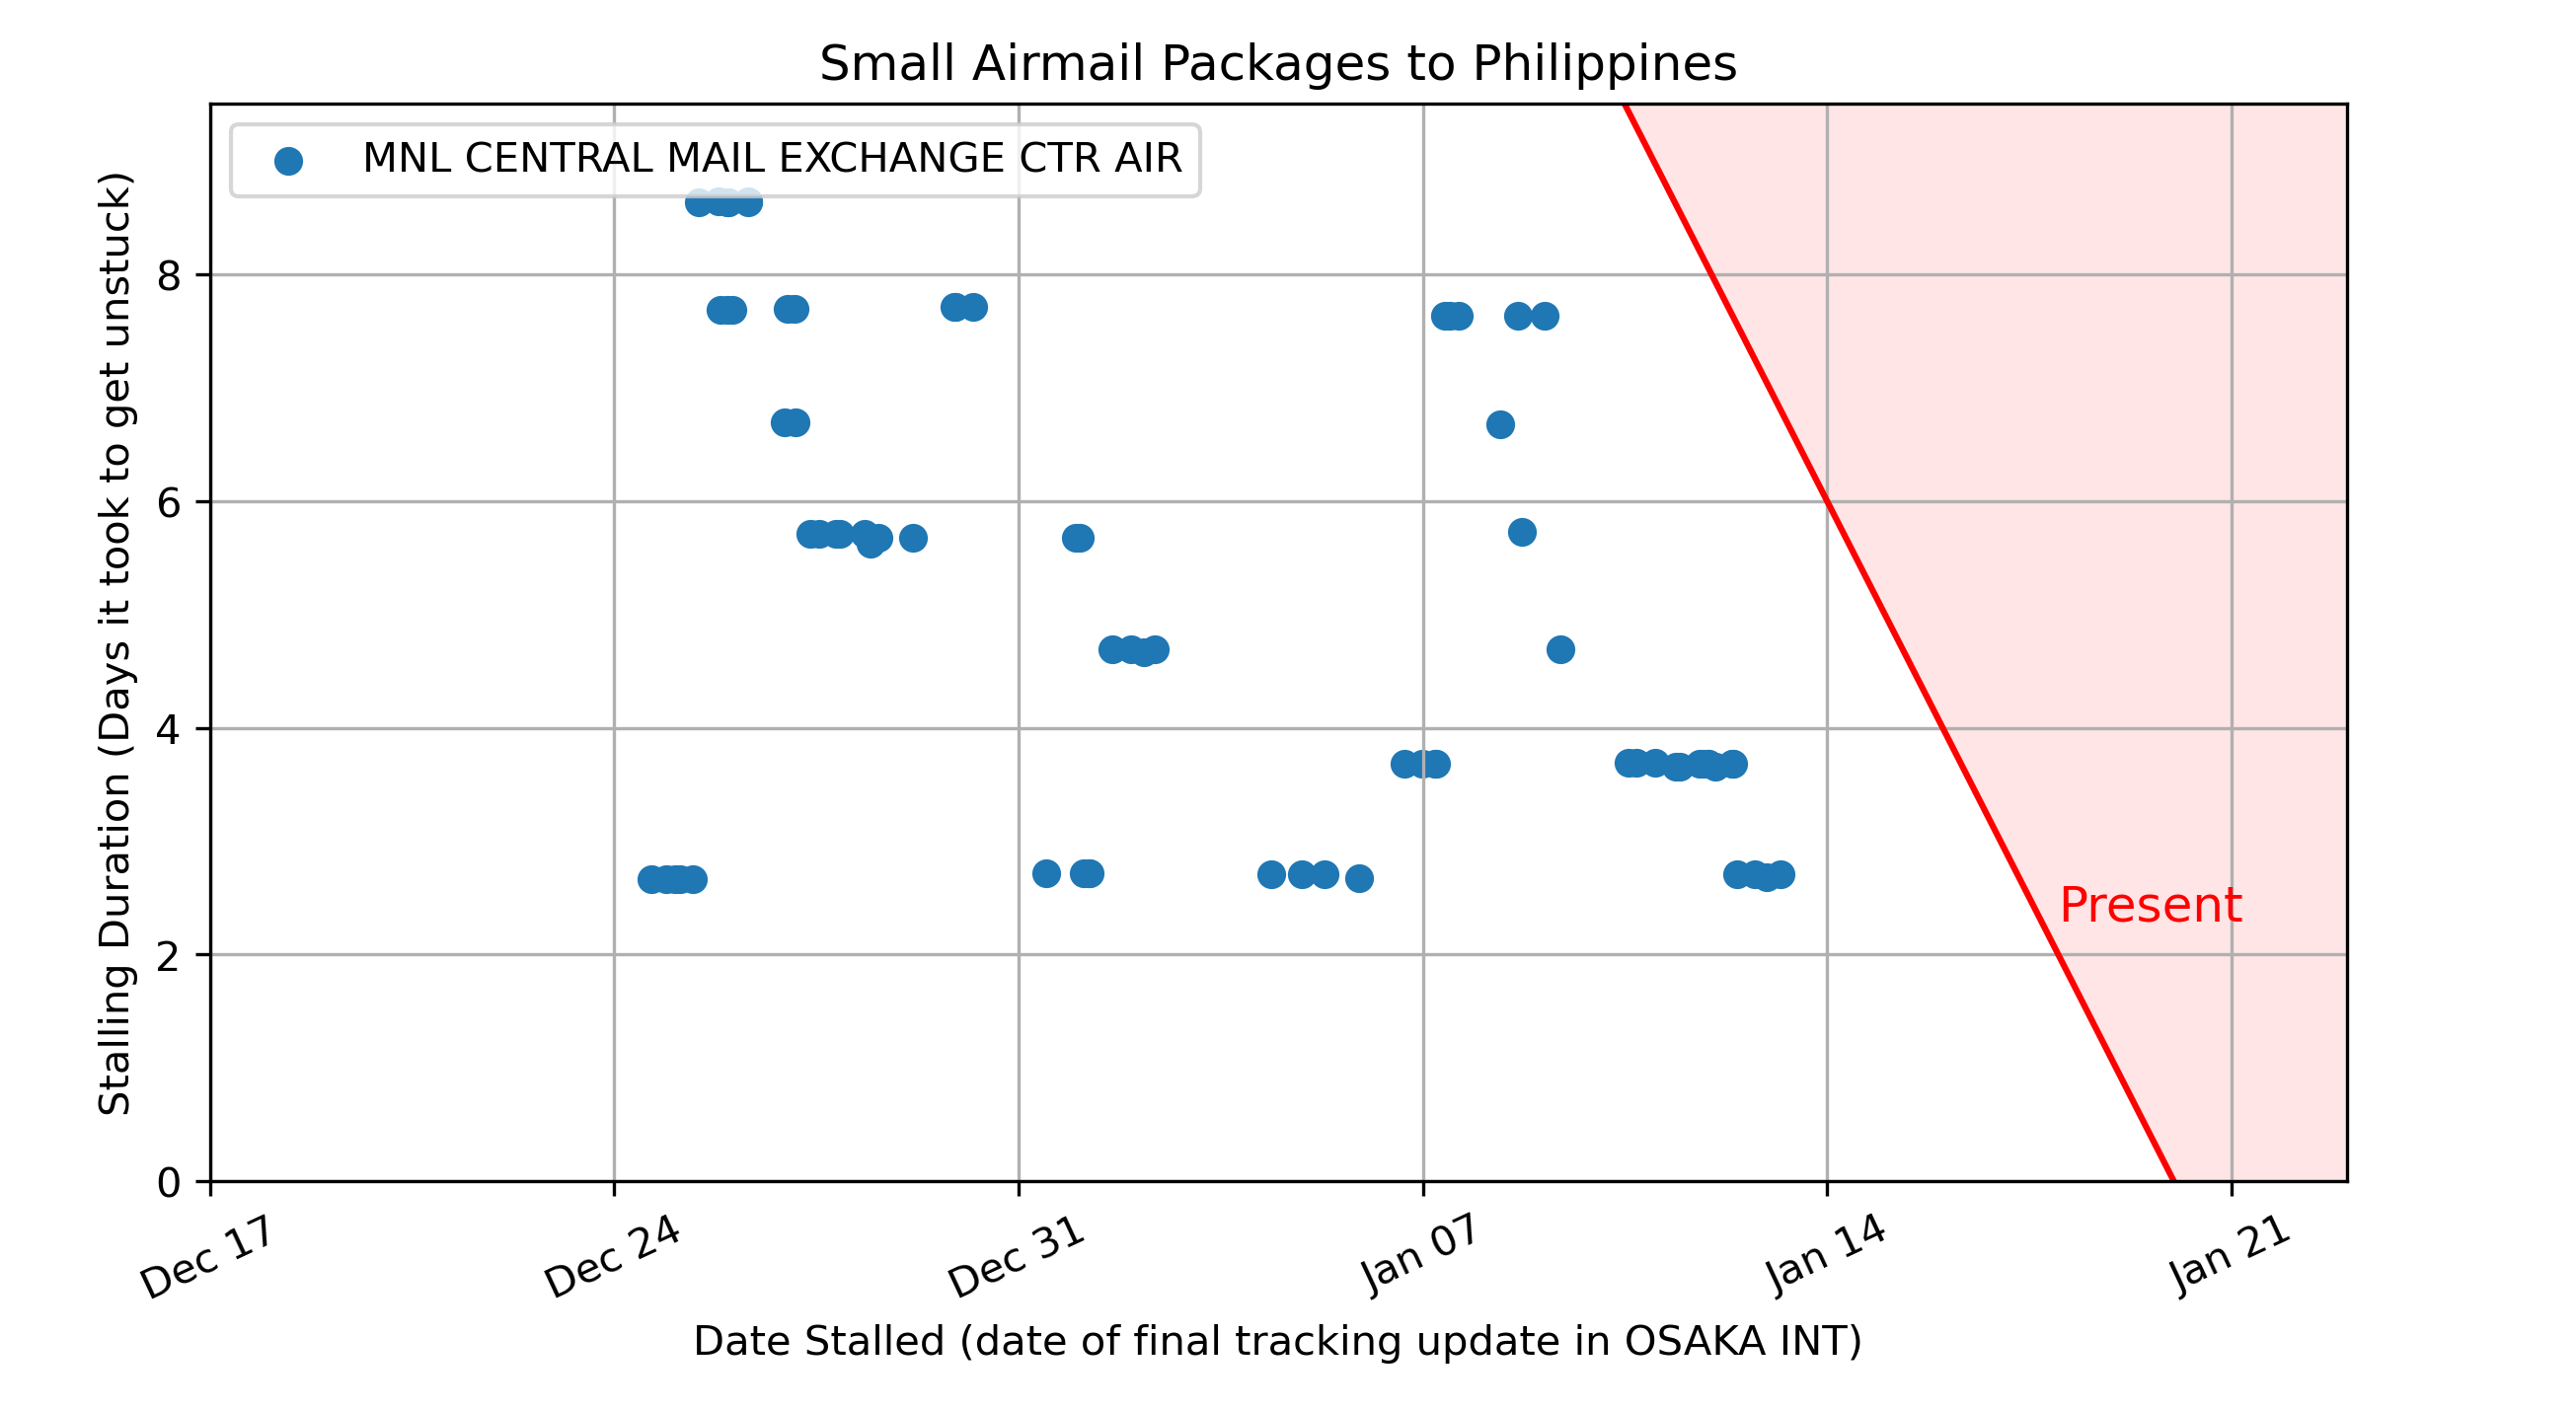 Small Airmail Packages to Philippines
MNL CENTRAL MAIL EXCHANGE CTR AIR
Stalling Duration (Days it took to get unstuck)
8
6
4
2
0
Present
Dec 17
Dec 24
Dec 31
Jan 07
Jan 14
Jan 21
Date Stalled (date of final tracking update in OSAKA INT)